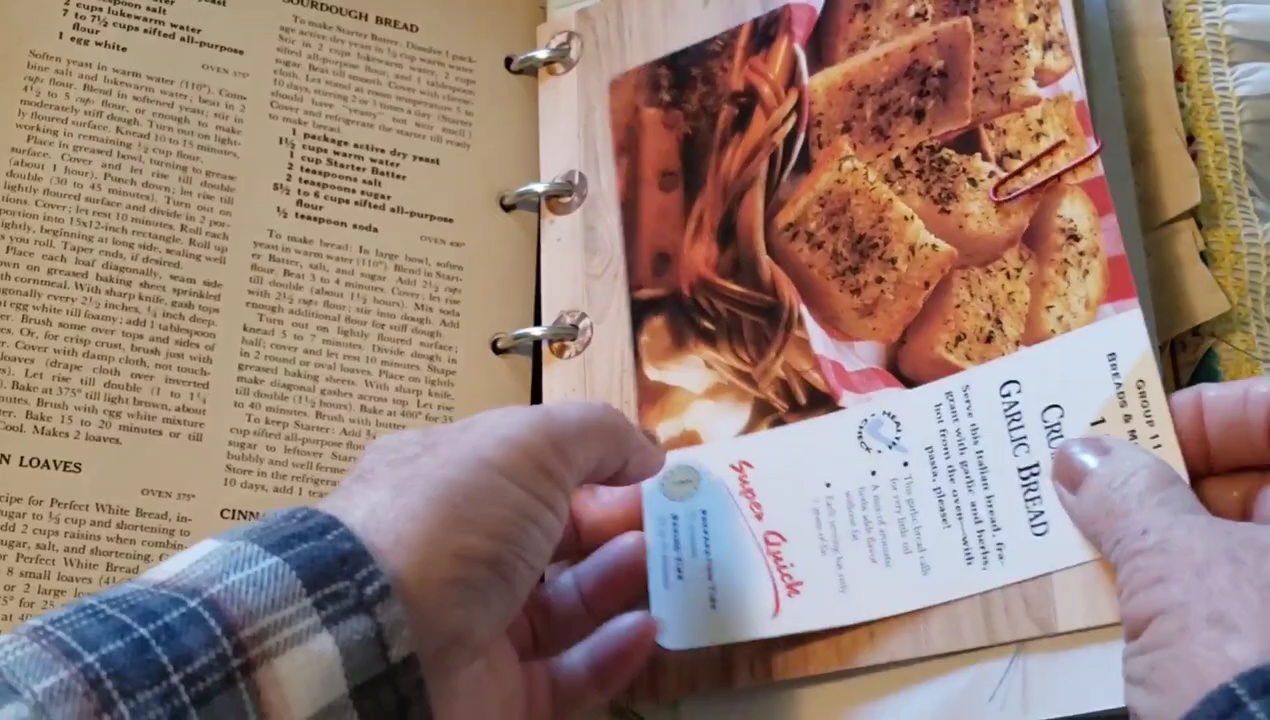 2 cups lukewarm water
7 to 7½ cups sifted all-purpose
flour
1 egg white
OVEN 375°
Soften yeast in warm water (110°). Com-
bine salt and lukewarm water; beat in 2
cups flour. Blend in softened yeast; stir in
4½ to 5 cups flour, or enough to make
moderately stiff dough. Turn out on light-
ly floured surface. Knead 10 to 15 minutes,
working in remaining ½ cup flour.
Place in greased bowl, turning to grease
surface. Cover and let rise till double
(about 1 hour). Punch down; let rise till
double (30 to 45 minutes). Turn out on
lightly floured surface and divide in 2 por-
tions. Cover; let rest 10 minutes. Roll each
portion into 15x12-inch rectangle. Roll up
tightly, beginning at long side, sealing well
as you roll. Taper ends, if desired.
Place each loaf diagonally, seam side
down on greased baking sheet sprinkled
with cornmeal. With sharp knife, gash tops
diagonally every 2½ inches, ¼ inch deep.
egg white till foamy; add 1 tablespoon
Brush some over tops and sides of
Or, for crisp crust, brush just with
Cover with damp cloth, not touch-
loaves (drape cloth over inverted
Let rise till double (1 to 1¼
Bake at 375° till light brown, about
minutes. Brush with egg white mixture
Bake 15 to 20 minutes or till
Cool. Makes 2 loaves.
N LOAVES
OVEN 375°
recipe for Perfect White Bread, in-
sugar to ⅓ cup and shortening to
add 2 cups raisins when combin-
sugar, salt, and shortening.
Perfect White Bread
8 small loaves
or 2 large
for 25
SOURDOUGH BREAD
To make Starter Batter: Dissolve 1 pack-
age active dry yeast in ½ cup warm water.
Stir in 2 cups lukewarm water, 2 cups
sifted all-purpose flour, and 1 tablespoon
sugar. Beat till smooth. Cover with cheese-
cloth. Let stand at room temperature 5 to
10 days, stirring 2 or 3 times a day. (Starter
should have "yeasty" not sour smell.)
Cover and refrigerate the starter till ready
to make bread.
1 package active dry yeast
1½ cups warm water
1 cup Starter Batter
2 teaspoons salt
2 teaspoons sugar
5½ to 6 cups sifted all-purpose
flour
½ teaspoon soda
OVEN 400°
To make bread: In large bowl, soften
yeast in warm water (110°). Blend in Start-
er Batter, salt, and sugar. Add 2½ cups
flour. Beat 3 to 4 minutes. Cover; let rise
till double (about 1½ hours). Mix soda
with 2½ cups flour; stir into dough. Add
enough additional flour for stiff dough.
Turn out on lightly floured surface;
knead 5 to 7 minutes. Divide dough in
half; cover and let rest 10 minutes. Shape
in 2 round or oval loaves. Place on lightly
greased baking sheets. With sharp knife,
make diagonal gashes across top. Let rise
till double (1½ hours). Bake at 400° for 35
to 40 minutes. Brush with butter
To keep Starter: Add
cup sifted all-purpose
sugar to leftover
bubbly and well
Store in the
10 days, add 1
CINN
GROUP 11
BREADS &
1
GARLIC BREAD
Serve this Italian bread, fra-
grant with garlic and herbs,
hot from the oven—with
pasta, please!
• This garlic bread calls
for very little oil
• A mix of aromatic
herbs adds flavor
without fat
• Each serving has only
Super Quick